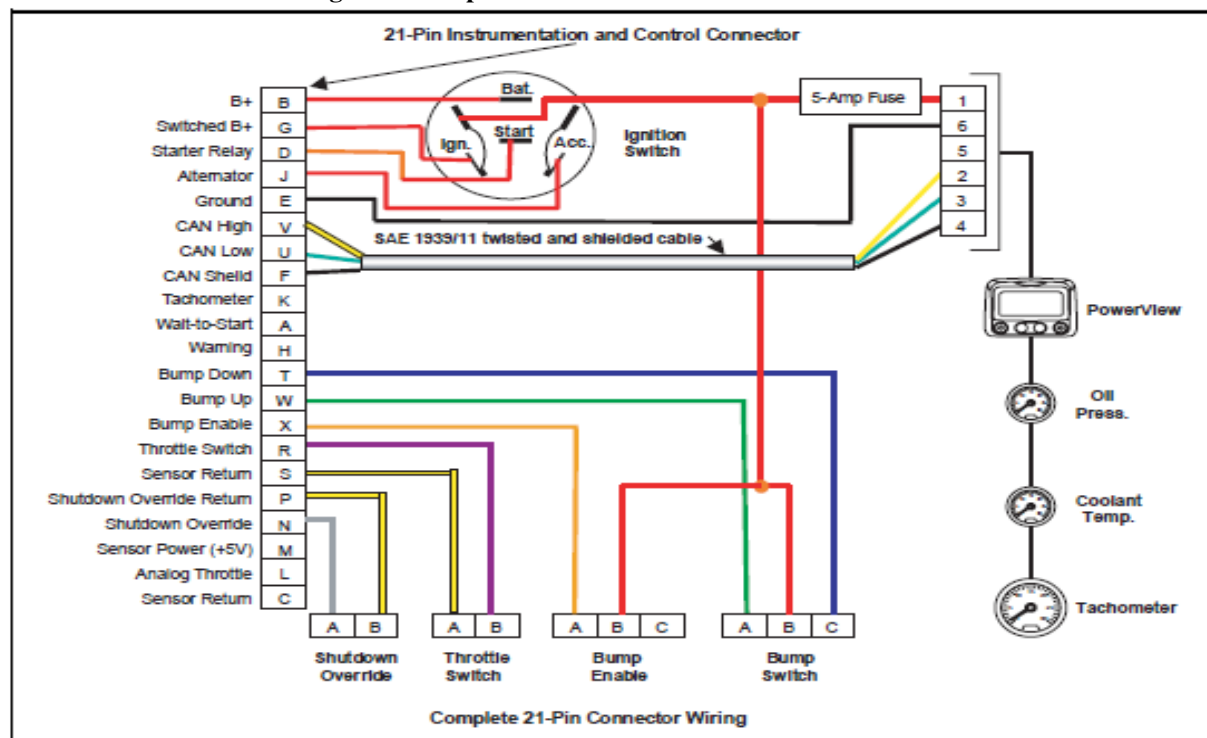 21-Pin Instrumentation and Control Connector
B+ B
Switched B+ G
Starter Relay D
Alternator J
Ground E
CAN High V
CAN Low U
CAN Sheild F
Tachometer K
Wait-to-Start A
Warning H
Bump Down T
Bump Up W
Bump Enable X
Throttle Switch R
Sensor Return S
Shutdown Override Return P
Shutdown Override N
Sensor Power (+5V) M
Analog Throttle L
Sensor Return C
Bat.
Ign.
Start
Acc.
Ignition
Switch
5-Amp Fuse
1
6
5
2
3
4
SAE 1939/11 twisted and shielded cable
PowerView
Oil
Press.
Coolant
Temp.
Tachometer
A B
Shutdown
Override
A B
Throttle
Switch
A B C
Bump
Enable
A B C
Bump
Switch
Complete 21-Pin Connector Wiring